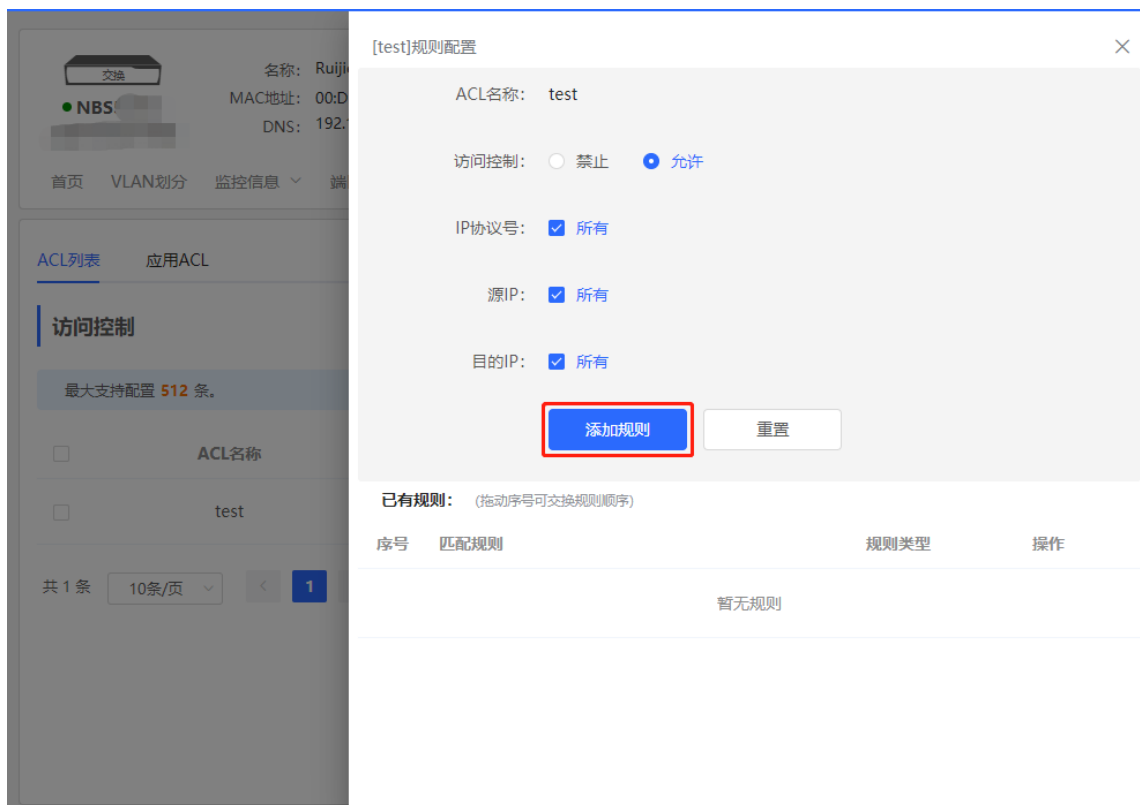 [test]规则配置
交换
NBS
名称: Ruiji
MAC地址: 00:D
DNS: 192.
首页 VLAN划分 监控信息 端
ACL列表 应用ACL
访问控制
最大支持配置 512 条。
ACL名称
test
共 1 条 10条/页 1
ACL名称: test
访问控制: 禁止 允许
IP协议号: 所有
源IP: 所有
目的IP: 所有
添加规则 重置
已有规则: (拖动序号可交换规则顺序)
序号 匹配规则 规则类型 操作
暂无规则